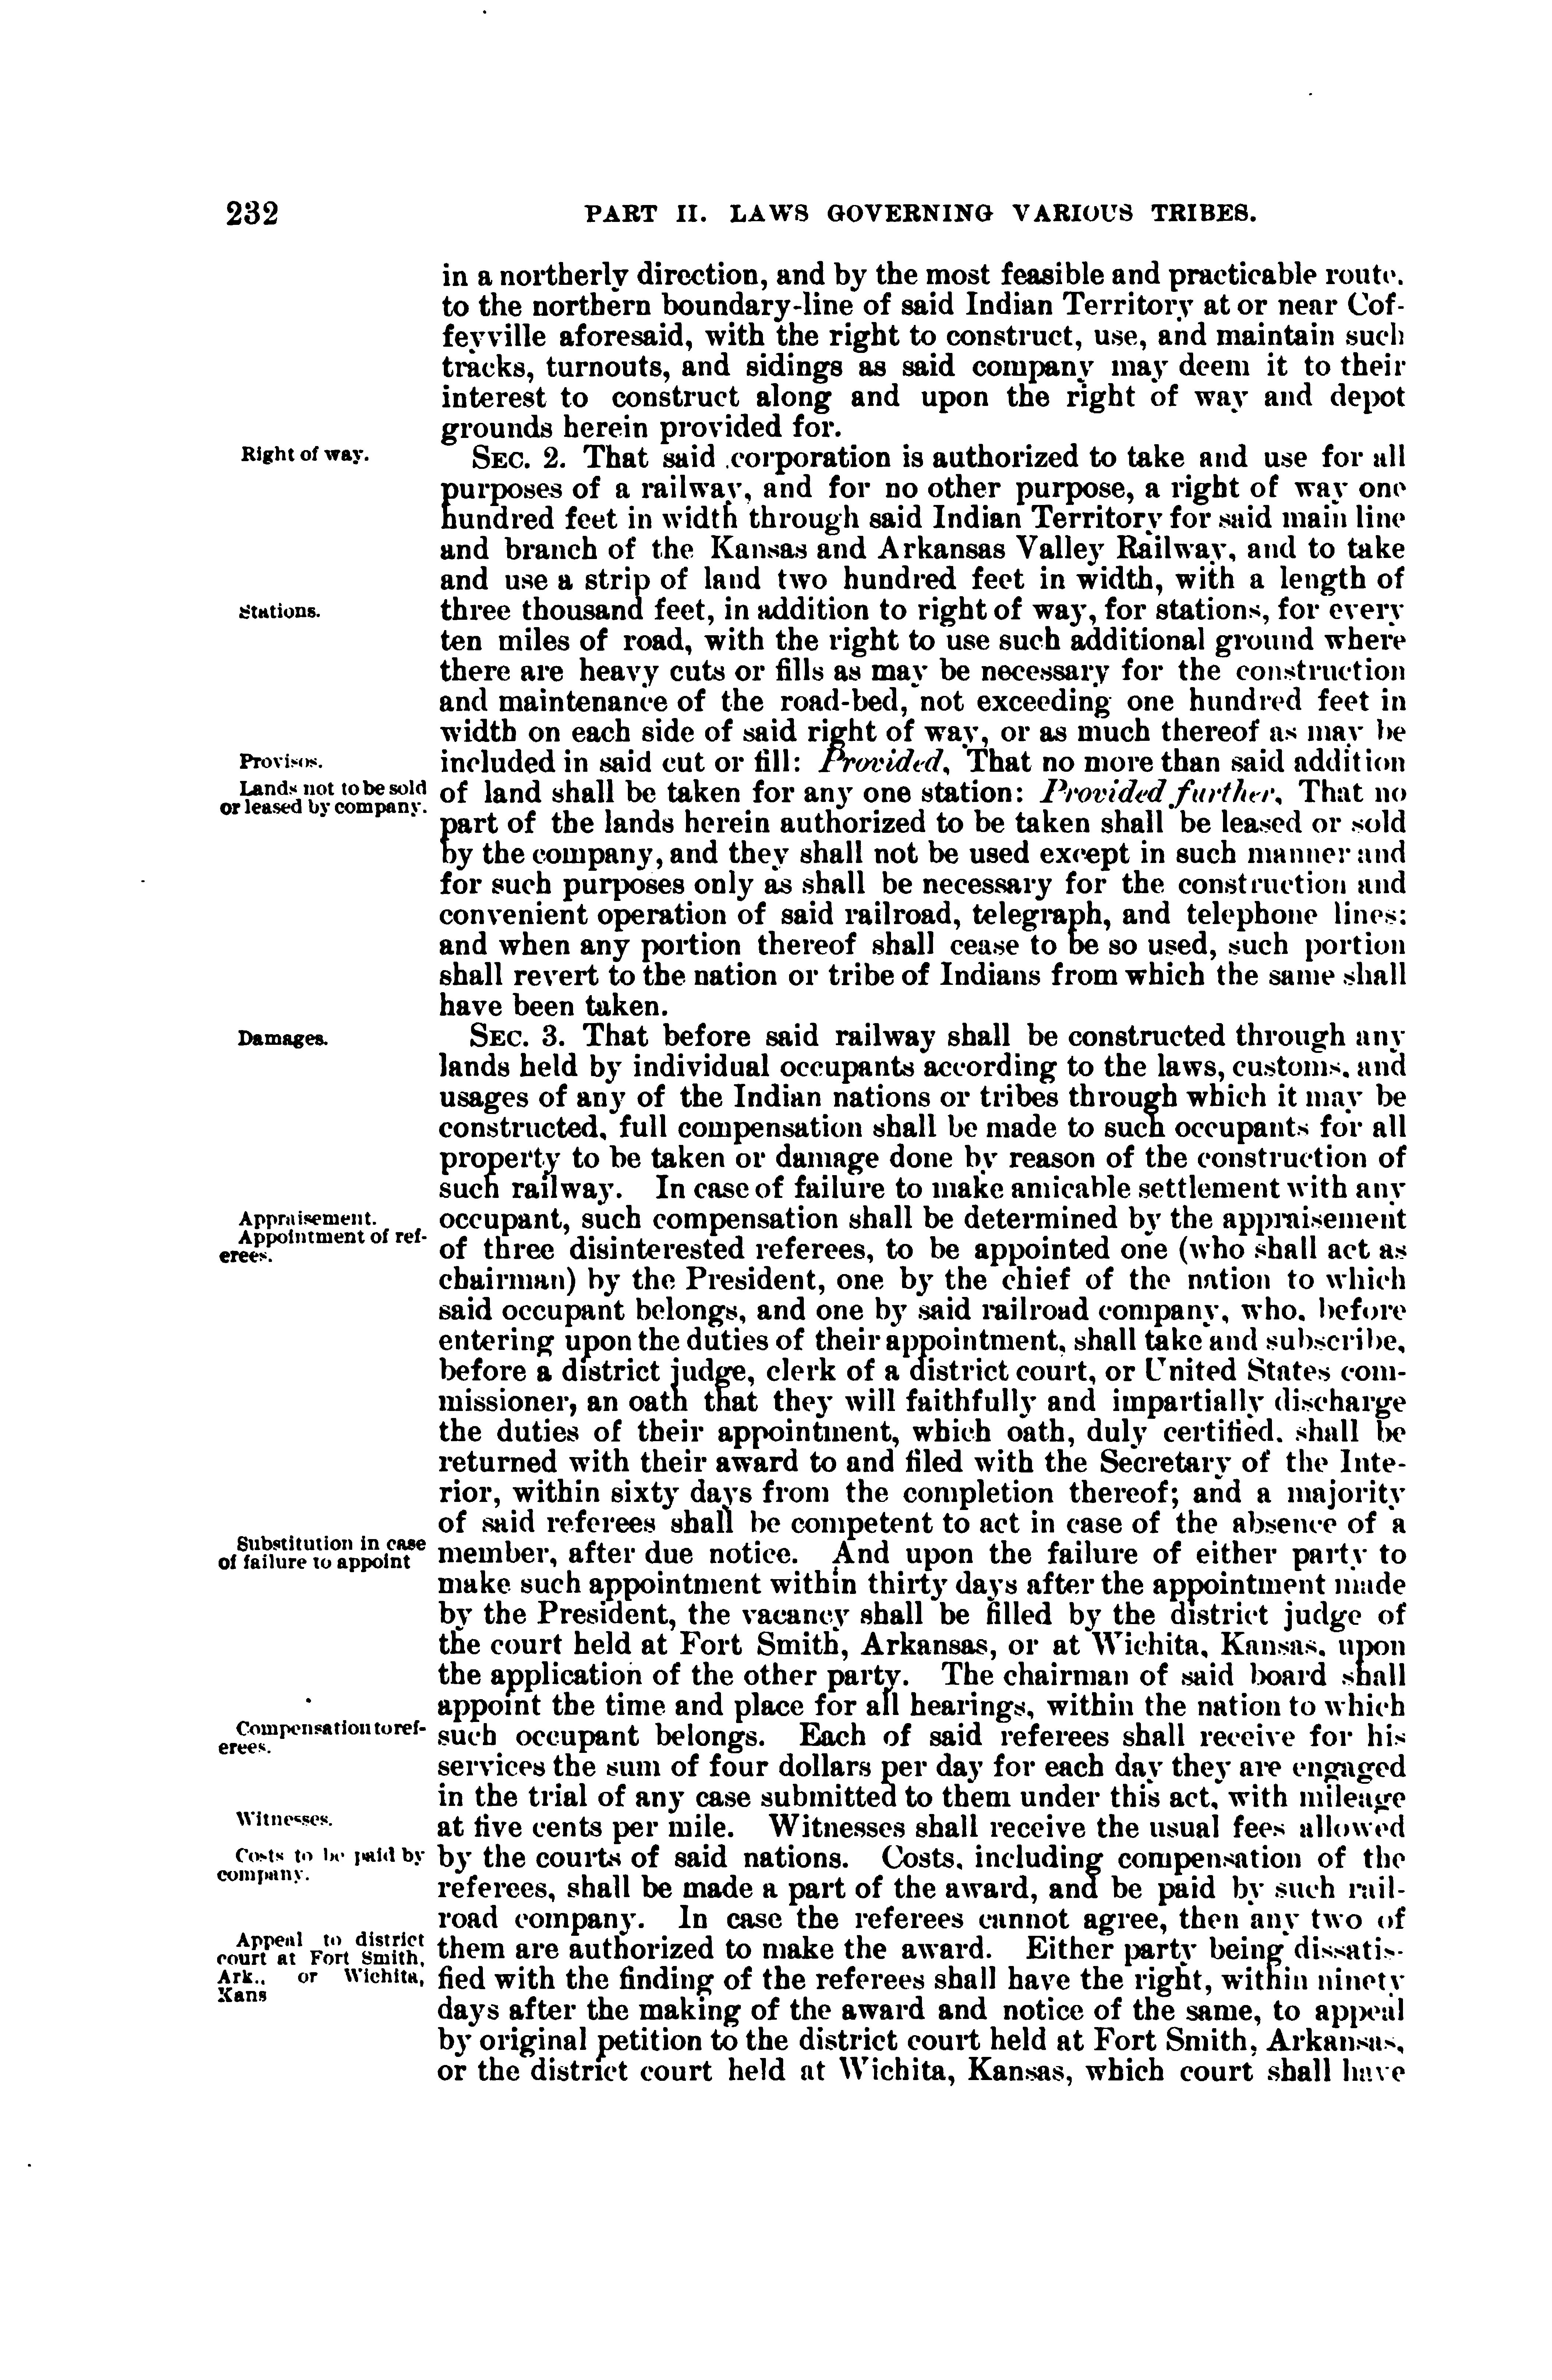 232
PART II. LAWS GOVERNING VARIOUS TRIBES.
in a northerly direction, and by the most feasible and practicable route,
to the northern boundary-line of said Indian Territory at or near Cof-
feyville aforesaid, with the right to construct, use, and maintain such
tracks, turnouts, and sidings as said company may deem it to their
interest to construct along and upon the right of way and depot
grounds herein provided for.
Right of way.
SEC. 2. That said corporation is authorized to take and use for all
purposes of a railway, and for no other purpose, a right of way one
hundred feet in width through said Indian Territory for said main line
and branch of the Kansas and Arkansas Valley Railway, and to take
and use a strip of land two hundred feet in width, with a length of
Stations.
three thousand feet, in addition to right of way, for stations, for every
ten miles of road, with the right to use such additional ground where
there are heavy cuts or fills as may be necessary for the construction
and maintenance of the road-bed, not exceeding one hundred feet in
width on each side of said right of way, or as much thereof as may be
Provisos.
included in said cut or fill: Provided, That no more than said addition
Lands not to be sold
or leased by company.
of land shall be taken for any one station: Provided further, That no
part of the lands herein authorized to be taken shall be leased or sold
by the company, and they shall not be used except in such manner and
for such purposes only as shall be necessary for the construction and
convenient operation of said railroad, telegraph, and telephone lines:
and when any portion thereof shall cease to be so used, such portion
shall revert to the nation or tribe of Indians from which the same shall
have been taken.
Damages.
SEC. 3. That before said railway shall be constructed through any
lands held by individual occupants according to the laws, customs, and
usages of any of the Indian nations or tribes through which it may be
constructed, full compensation shall be made to such occupants for all
property to be taken or damage done by reason of the construction of
such railway. In case of failure to make amicable settlement with any
Appraisement.
occupant, such compensation shall be determined by the appraisement
Appointment of ref-
erees.
of three disinterested referees, to be appointed one (who shall act as
chairman) by the President, one by the chief of the nation to which
said occupant belongs, and one by said railroad company, who, before
entering upon the duties of their appointment, shall take and subscribe,
before a district judge, clerk of a district court, or United States com-
missioner, an oath that they will faithfully and impartially discharge
the duties of their appointment, which oath, duly certified, shall be
returned with their award to and filed with the Secretary of the Inte-
rior, within sixty days from the completion thereof; and a majority
of said referees shall be competent to act in case of the absence of a
Substitution in case
of failure to appoint
member, after due notice. And upon the failure of either party to
make such appointment within thirty days after the appointment made
by the President, the vacancy shall be filled by the district judge of
the court held at Fort Smith, Arkansas, or at Wichita, Kansas, upon
the application of the other party. The chairman of said board shall
appoint the time and place for all hearings, within the nation to which
Compensation to ref-
erees.
such occupant belongs. Each of said referees shall receive for his
services the sum of four dollars per day for each day they are engaged
in the trial of any case submitted to them under this act, with mileage
Witnesses.
at five cents per mile. Witnesses shall receive the usual fees allowed
Costs to be paid by
company.
by the courts of said nations. Costs, including compensation of the
referees, shall be made a part of the award, and be paid by such rail-
road company. In case the referees cannot agree, then any two of
Appeal to district
court at Fort Smith,
Ark., or Wichita,
Kans
them are authorized to make the award. Either party being dissatis-
fied with the finding of the referees shall have the right, within ninety
days after the making of the award and notice of the same, to appeal
by original petition to the district court held at Fort Smith, Arkansas,
or the district court held at Wichita, Kansas, which court shall have